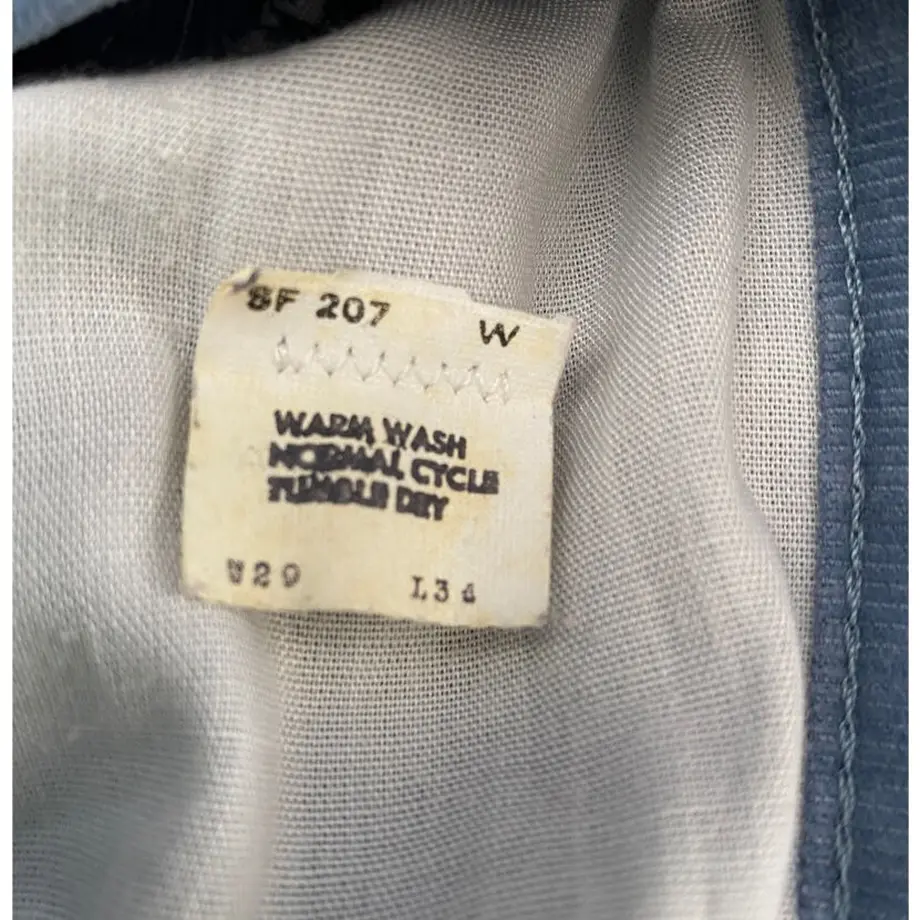 SF 207 W
WARM WASH
NORMAL CYCLE
TUMBLE DRY
W29 L34